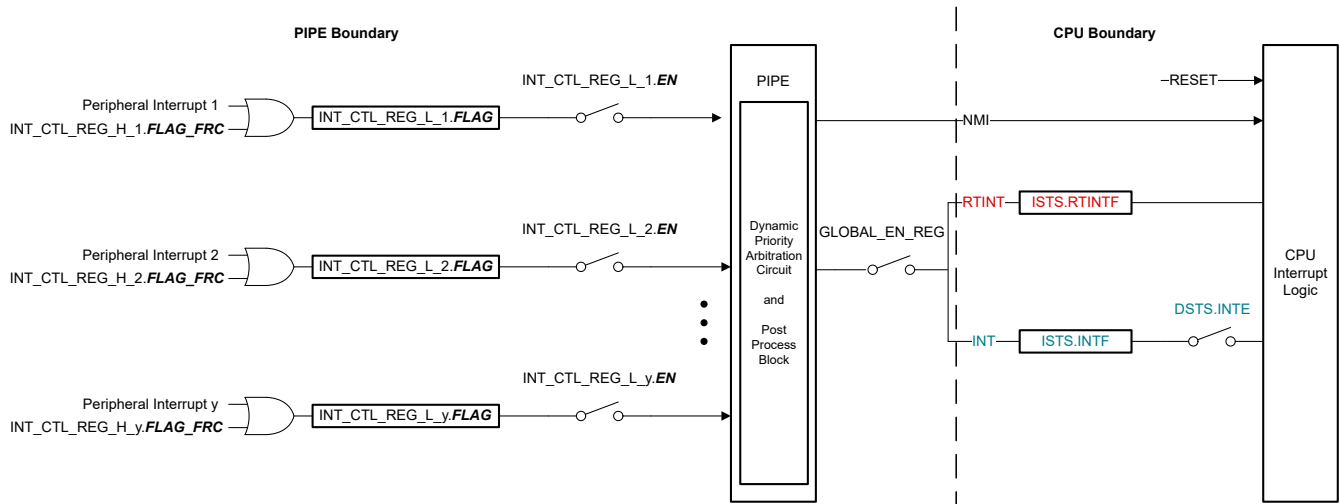 PIPE Boundary
CPU Boundary
Peripheral Interrupt 1
INT_CTL_REG_H_1.FLAG_FRC
INT_CTL_REG_L_1.FLAG
INT_CTL_REG_L_1.EN
Peripheral Interrupt 2
INT_CTL_REG_H_2.FLAG_FRC
INT_CTL_REG_L_2.FLAG
INT_CTL_REG_L_2.EN
Peripheral Interrupt y
INT_CTL_REG_H_y.FLAG_FRC
INT_CTL_REG_L_y.FLAG
INT_CTL_REG_L_y.EN
PIPE
Dynamic
Priority
Arbitration
Circuit
and
Post
Process
Block
GLOBAL_EN_REG
RESET
NMI
RTINT
ISTS.RTINTF
INT
ISTS.INTF
DSTS.INTE
CPU
Interrupt
Logic